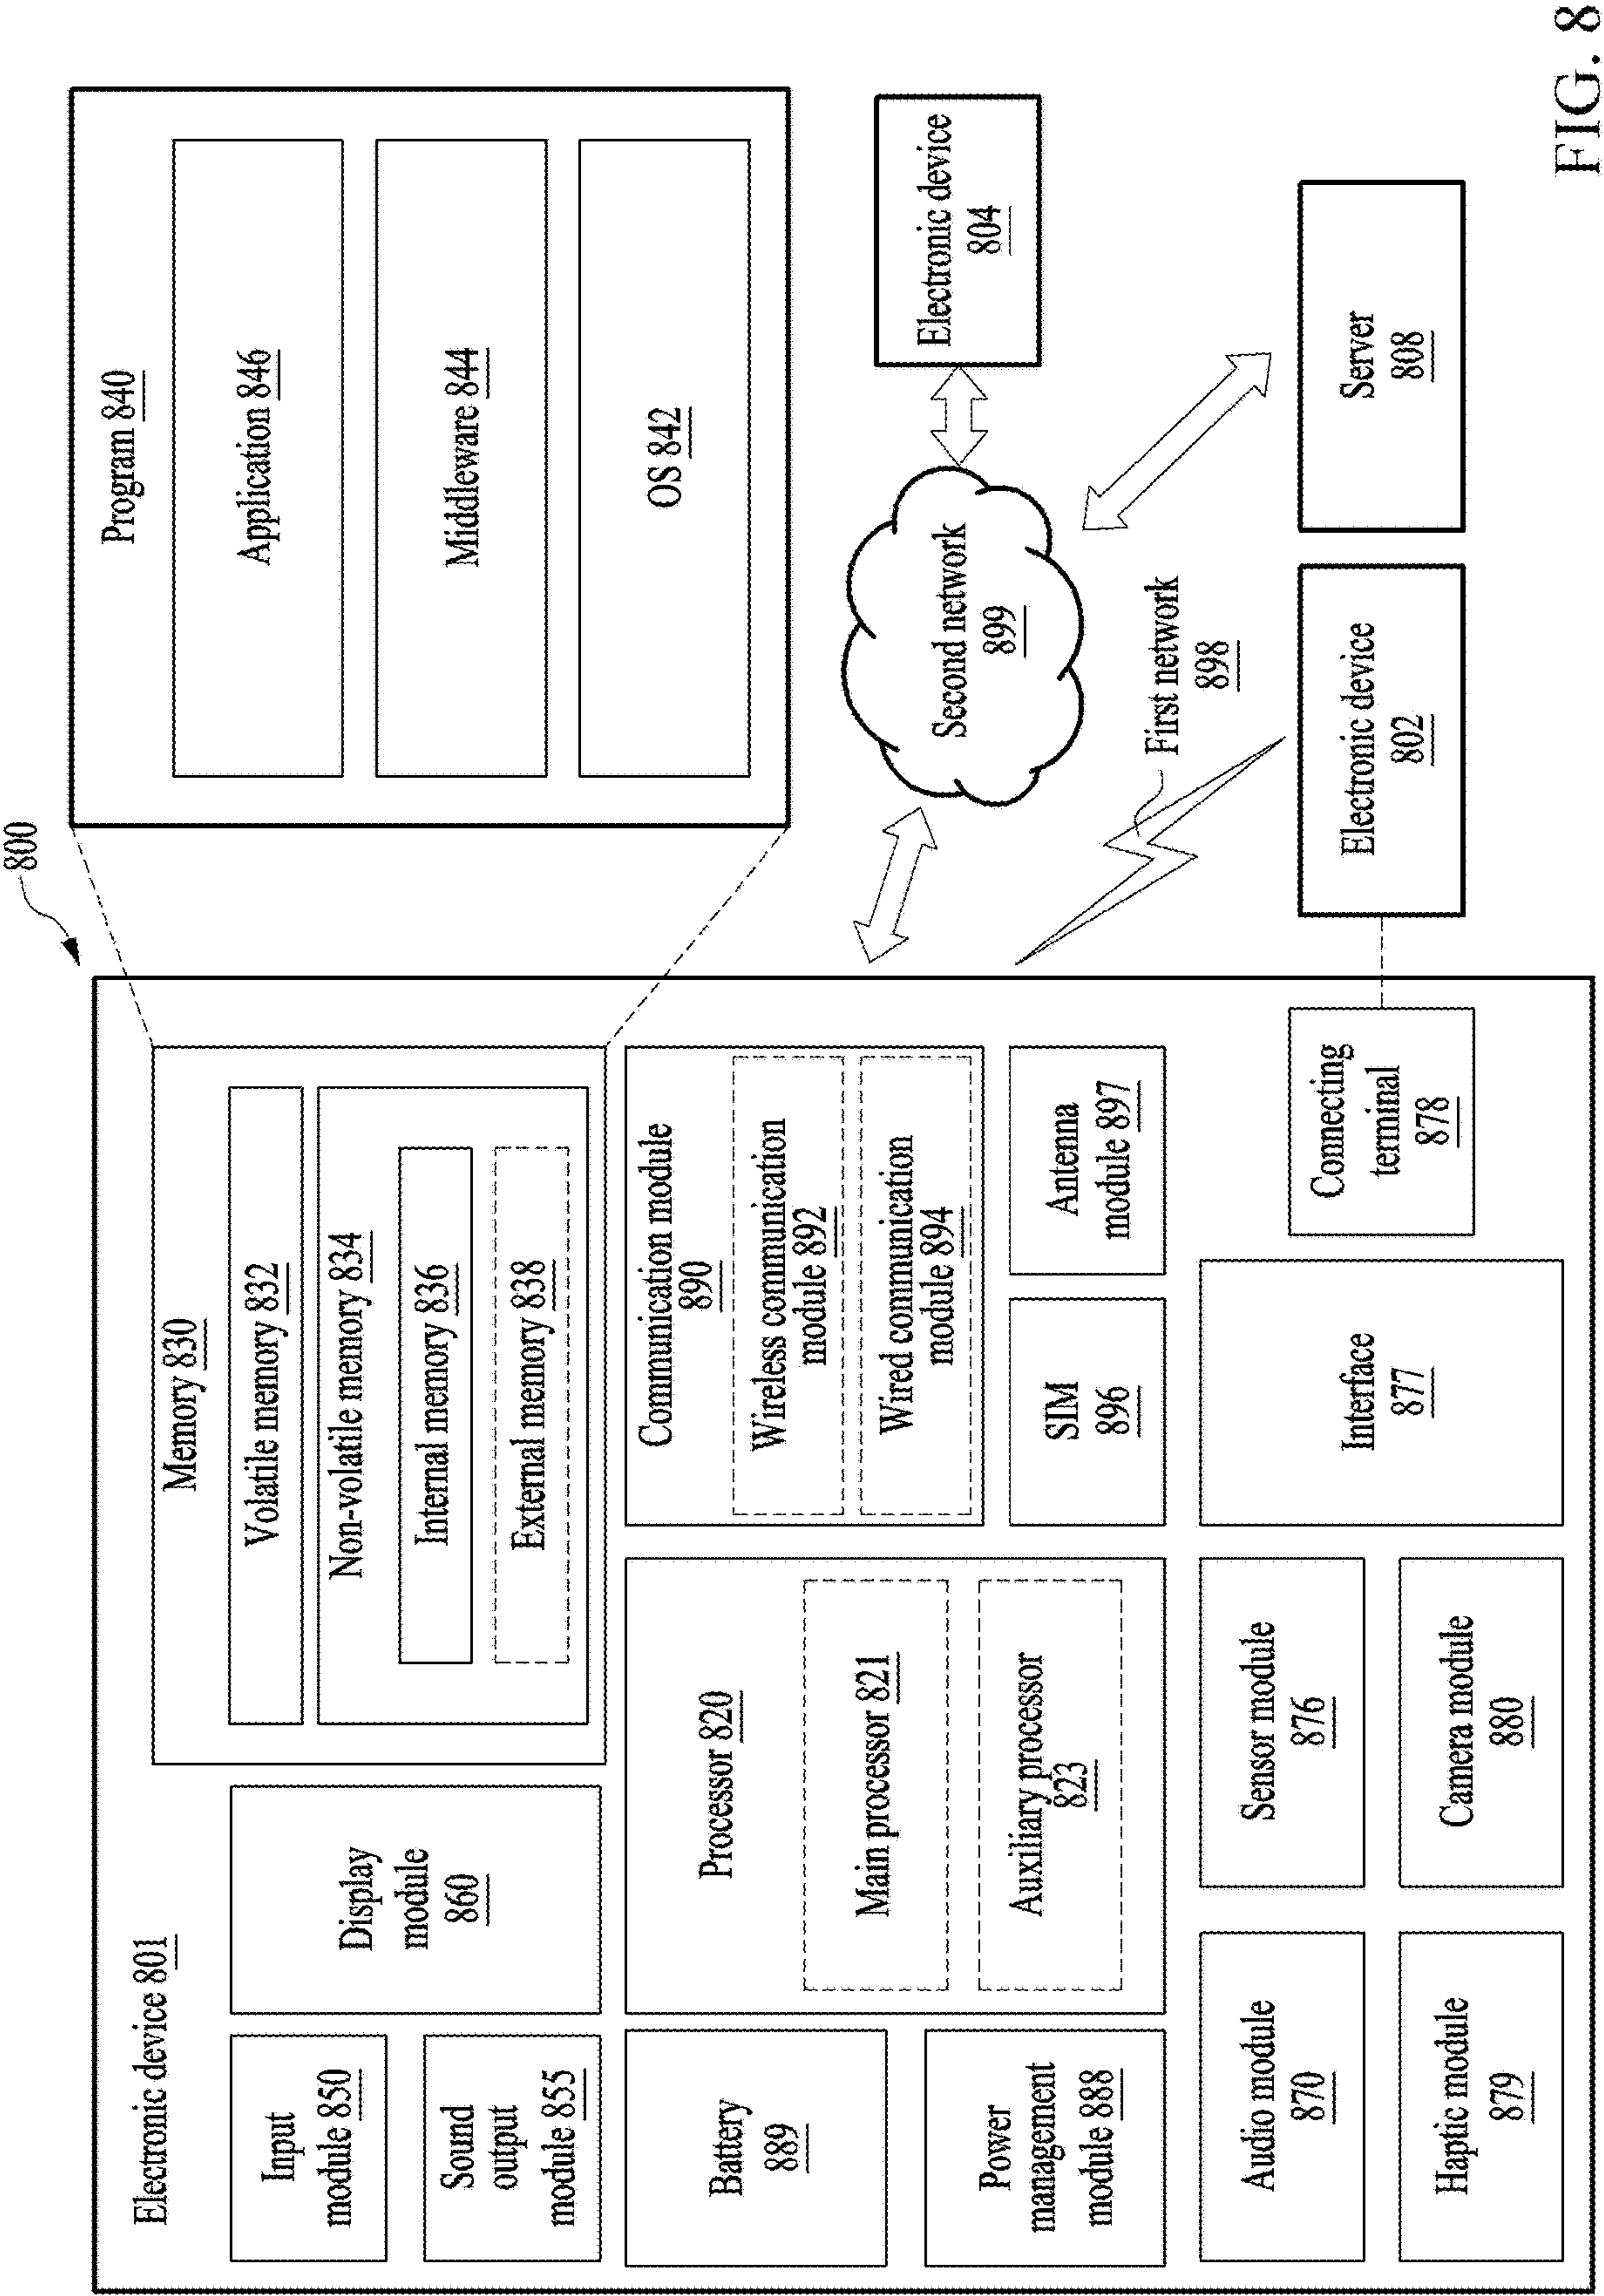 800
Electronic device 801
Input
module 850
Sound
output
module 855
Display
module
860
Memory 830
Volatile memory 832
Non-volatile memory 834
Internal memory 836
External memory 838
Program 840
Application 846
Middleware 844
OS 842
Battery
889
Power
management
module 888
Processor 820
Main processor 821
Auxiliary processor
823
Communication module
890
Wireless communication
module 892
Wired communication
module 894
SIM
896
Antenna
module 897
Second network
899
Electronic device
804
First network
898
Audio module
870
Haptic module
879
Sensor module
876
Camera module
880
Interface
877
Connecting
terminal
878
Electronic device
802
Server
808
FIG. 8